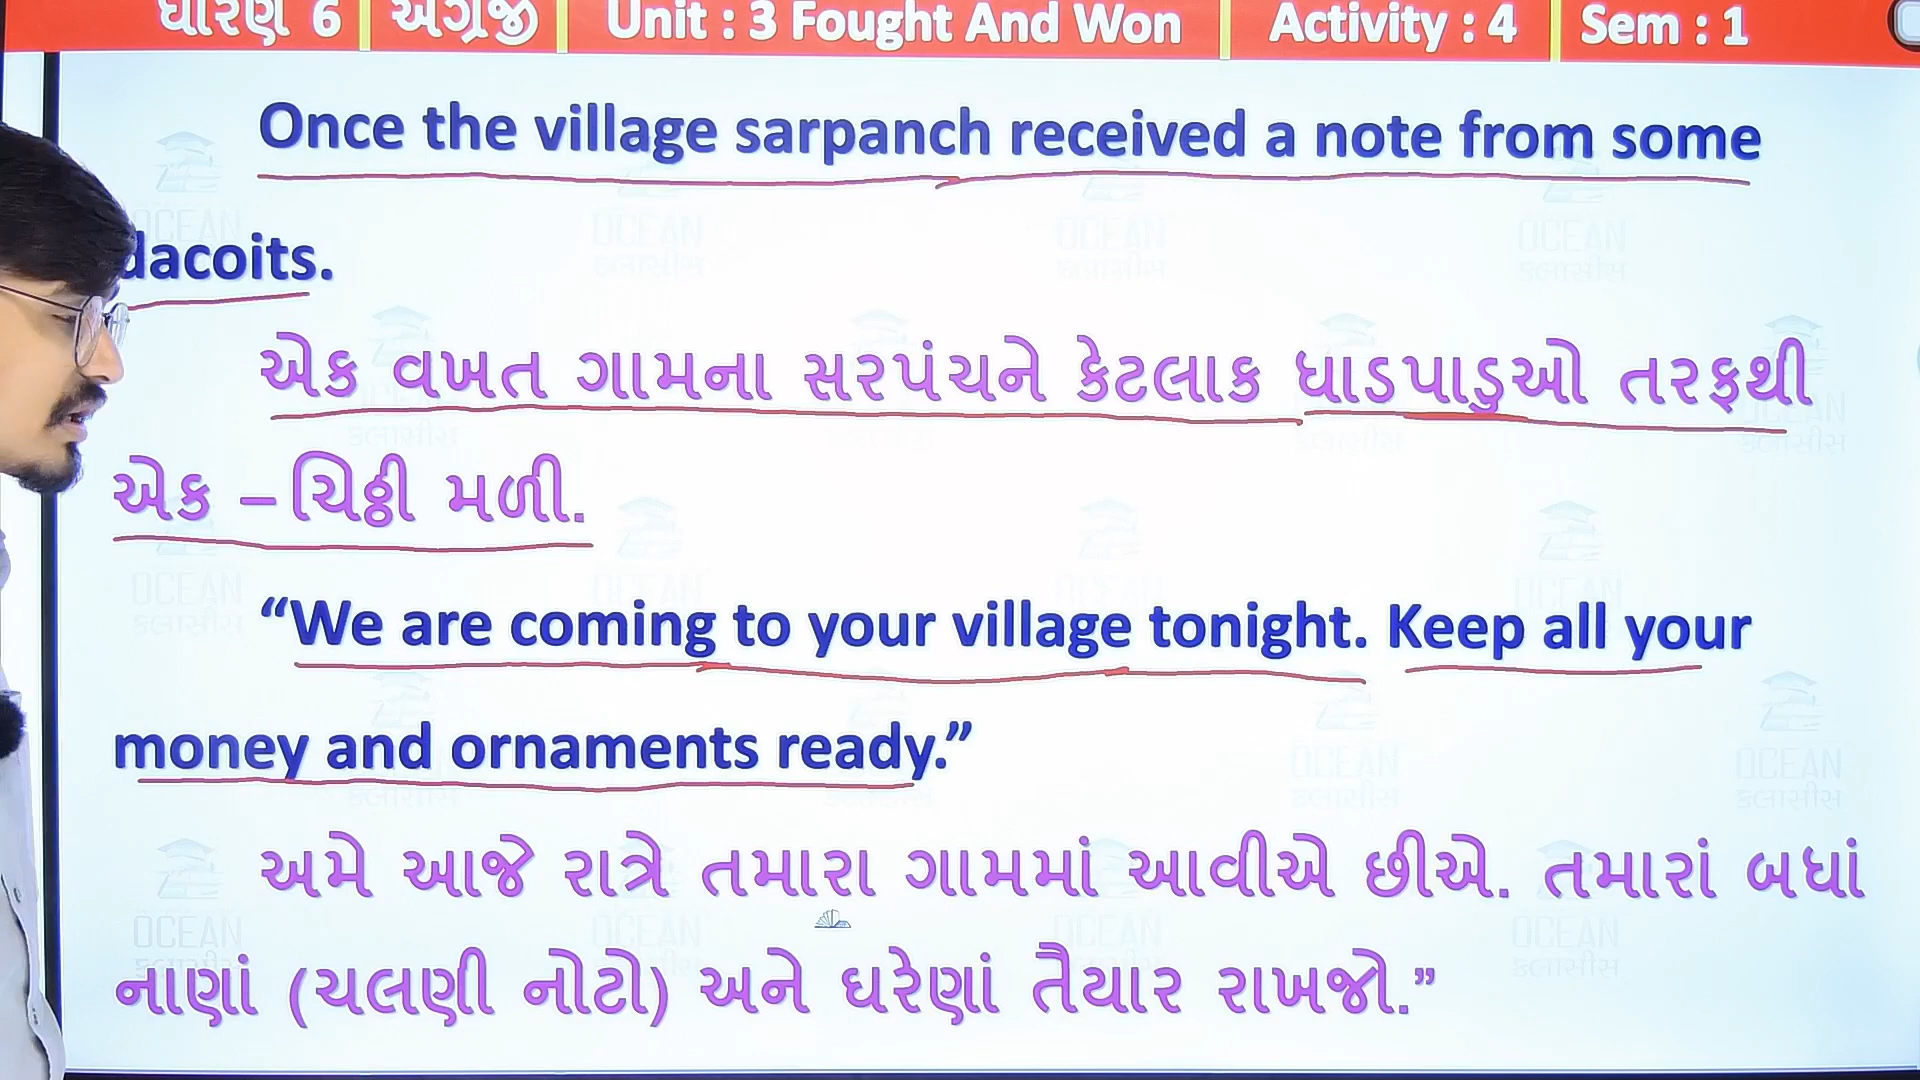 ધોરણ 6 અંગ્રેજી Unit : 3 Fought And Won Activity : 4 Sem : 1
Once the village sarpanch received a note from some
dacoits.
એક વખત ગામના સરપંચને કેટલાક ધાડપાડુઓ તરફથી
એક – ચિઠ્ઠી મળી.
“We are coming to your village tonight. Keep all your
money and ornaments ready.”
અમે આજે રાત્રે તમારા ગામમાં આવીએ છીએ. તમારાં બધાં
નાણાં (ચલણી નોટો) અને ઘરેણાં તૈયાર રાખજો.”
OCEAN
ક્લાસીસ